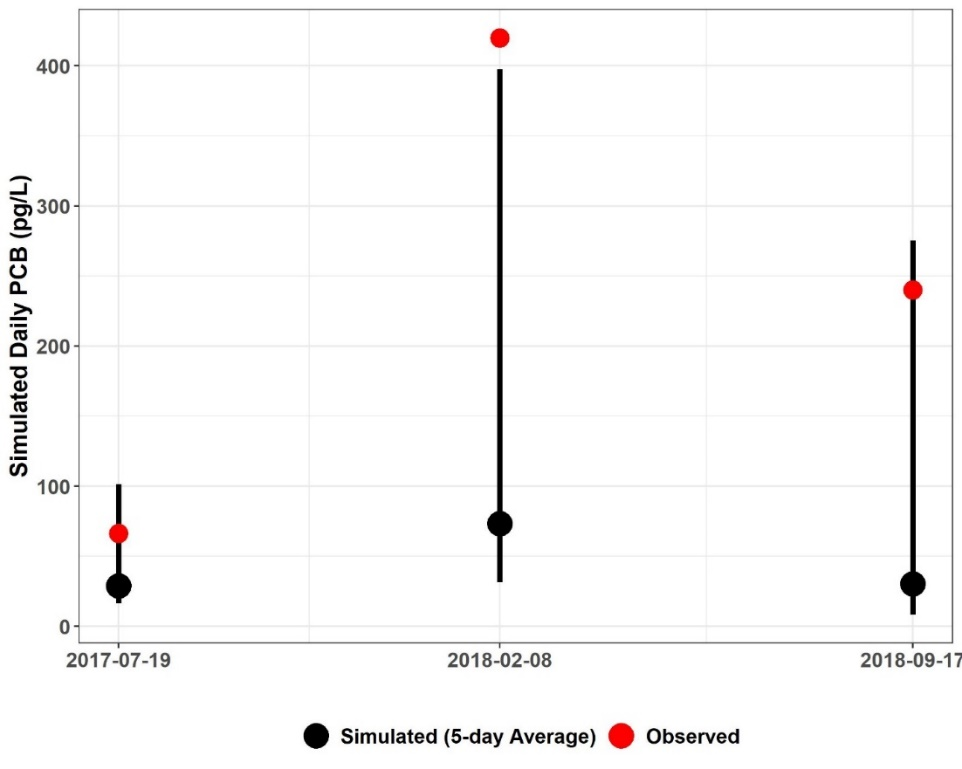 Simulated Daily PCB (pg/L)
400
300
200
100
0
2017-07-19
2018-02-08
2018-09-17
Simulated (5-day Average)
Observed